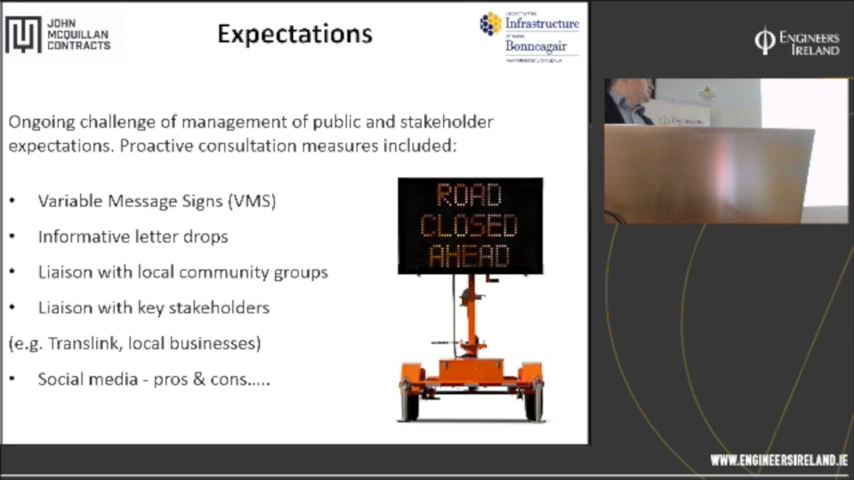 JOHN
MCQUILLAN
CONTRACTS
Expectations
Infrastructure
Bonneagair
ENGINEERS
IRELAND
Ongoing challenge of management of public and stakeholder
expectations. Proactive consultation measures included:
• Variable Message Signs (VMS)
• Informative letter drops
• Liaison with local community groups
• Liaison with key stakeholders
(e.g. Translink, local businesses)
• Social media - pros & cons.....
ROAD
CLOSED
AHEAD
WWW.ENGINEERSIRELAND.IE